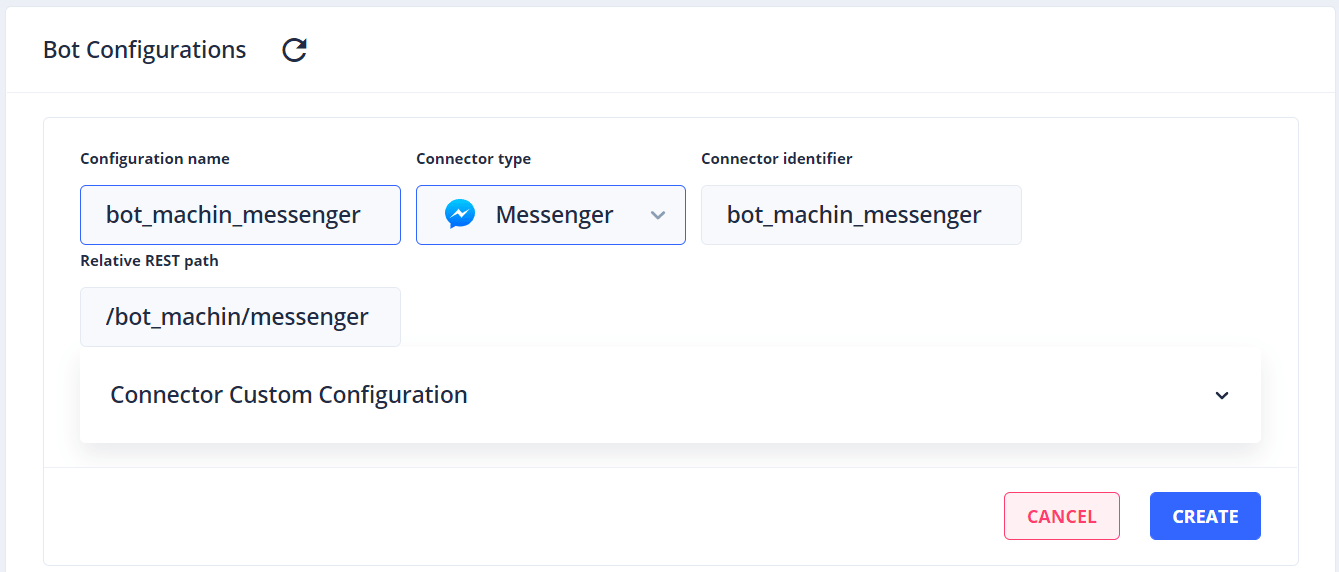 Bot Configurations
Configuration name Connector type Connector identifier
bot_machin_messenger Messenger bot_machin_messenger
Relative REST path
/bot_machin/messenger
Connector Custom Configuration
CANCEL CREATE